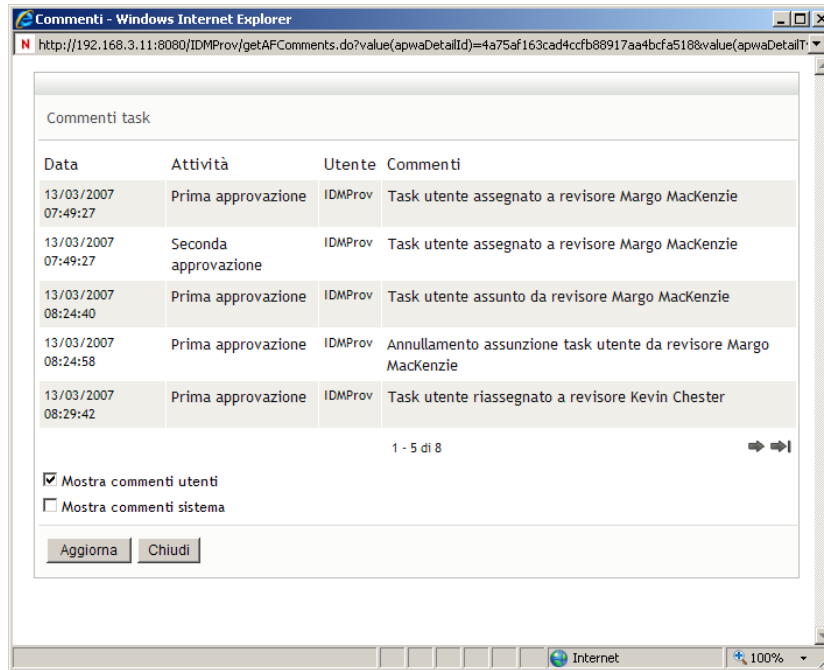 Commenti - Windows Internet Explorer
http://192.168.3.11:8080/IDMProv/getAFComments.do?value(apwaDetailId)=4a75af163cad4ccfb88917aa4bcfa518&value(apwaDetailT
Commenti task
Data Attività Utente Commenti
13/03/2007 07:49:27 Prima approvazione IDMProv Task utente assegnato a revisore Margo MacKenzie
13/03/2007 07:49:27 Seconda approvazione IDMProv Task utente assegnato a revisore Margo MacKenzie
13/03/2007 08:24:40 Prima approvazione IDMProv Task utente assunto da revisore Margo MacKenzie
13/03/2007 08:24:58 Prima approvazione IDMProv Annullamento assunzione task utente da revisore Margo MacKenzie
13/03/2007 08:29:42 Prima approvazione IDMProv Task utente riassegnato a revisore Kevin Chester
1 - 5 di 8
Mostra commenti utenti
Mostra commenti sistema
Aggiorna Chiudi
Internet 100%